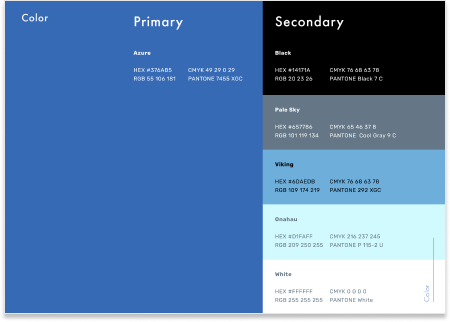 Color
Primary
Azure
HEX #376AB5 CMYK 49 29 0 29
RGB 55 106 181 PANTONE 7455 XGC
Secondary
Black
HEX #14171A CMYK 76 68 63 78
RGB 20 23 26 PANTONE Black 7 C
Pale Sky
HEX #657786 CMYK 65 46 37 8
RGB 101 119 134 PANTONE Cool Gray 9 C
Viking
HEX #6DAEDB CMYK 76 68 63 78
RGB 109 174 219 PANTONE 292 XGC
Onahau
HEX #D1FAFF CMYK 216 237 245
RGB 209 250 255 PANTONE P 115-2 U
White
HEX #FFFFFF CMYK 0 0 0 0
RGB 255 255 255 PANTONE White
Color